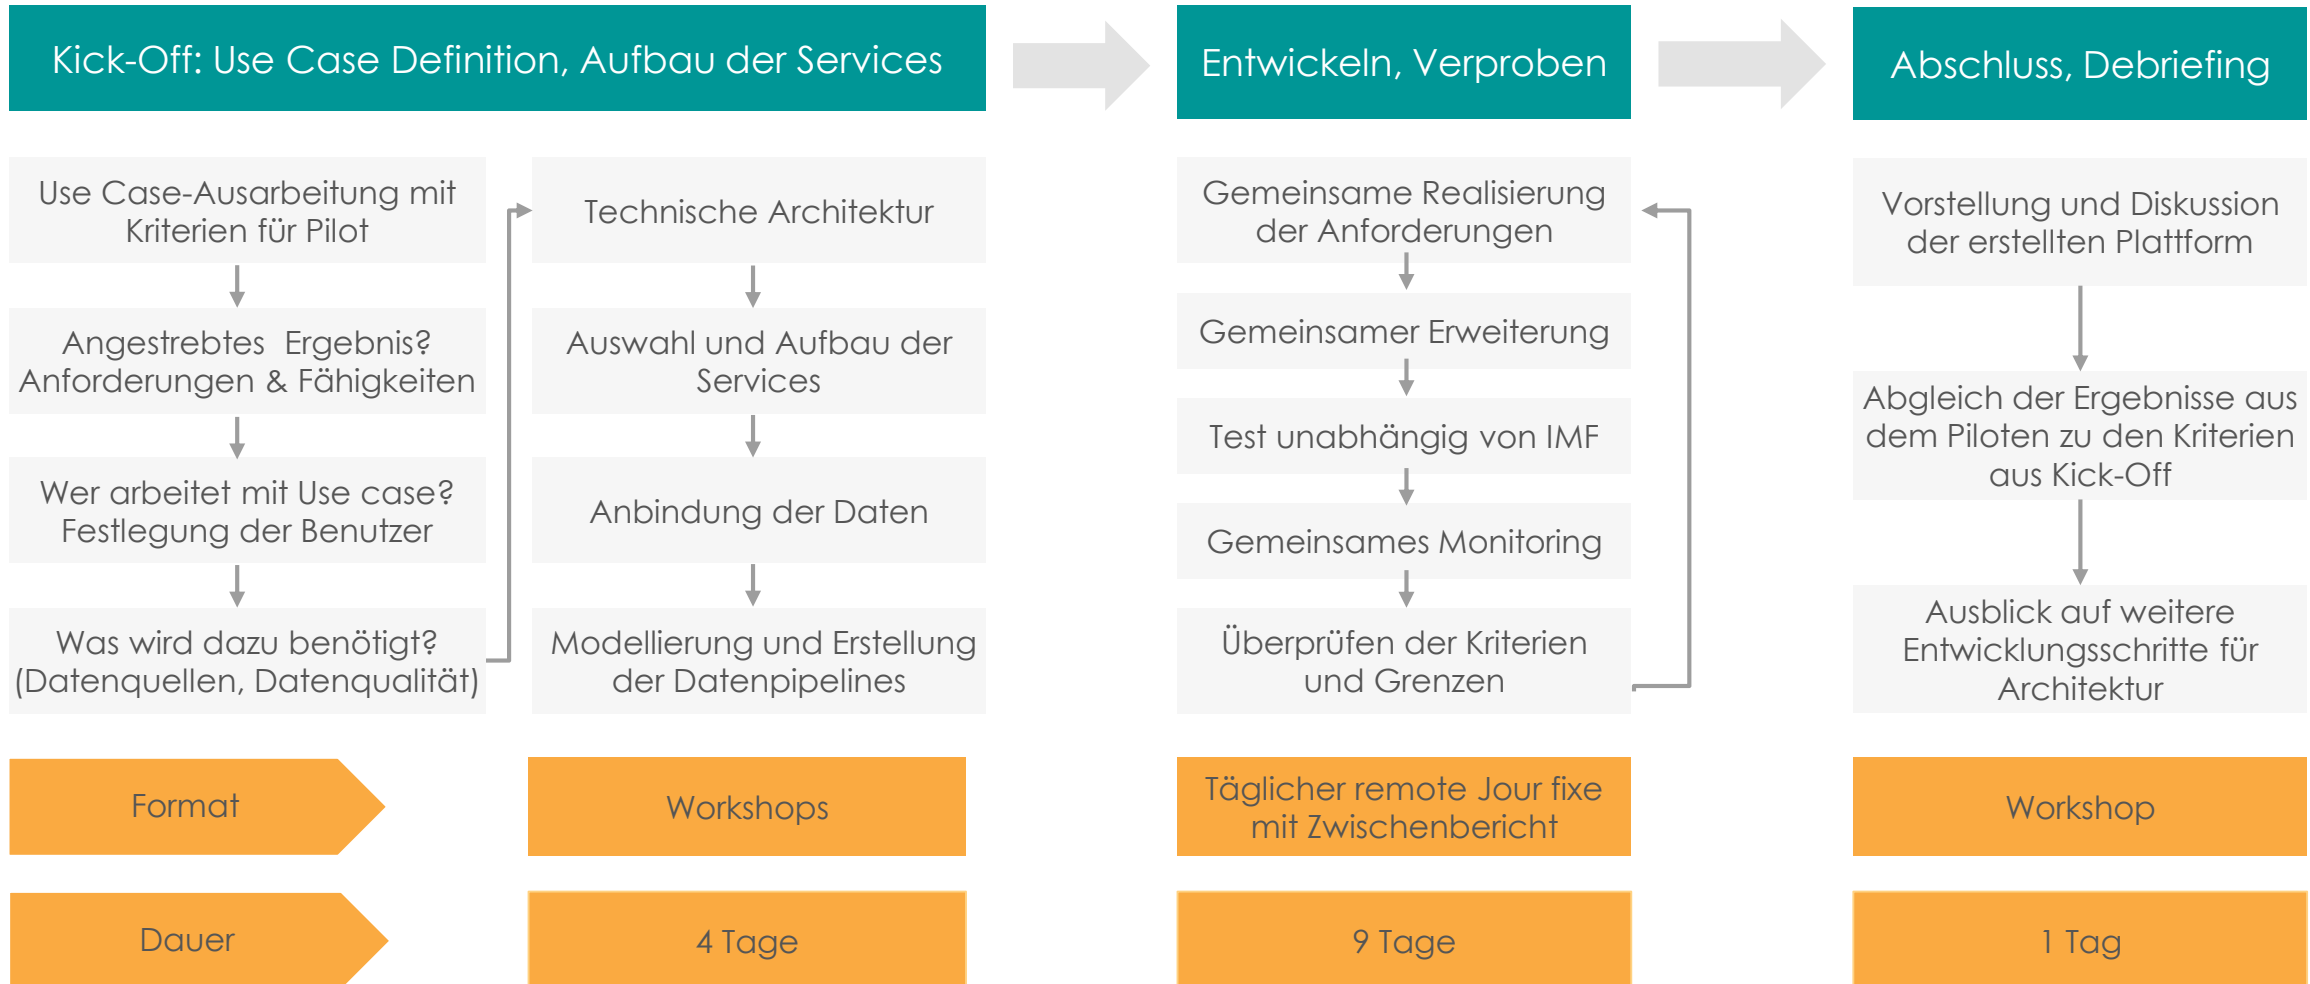 Kick-Off: Use Case Definition, Aufbau der Services
Entwickeln, Verproben
Abschluss, Debriefing
Use Case-Ausarbeitung mit
Kriterien für Pilot
Angestrebtes  Ergebnis?
Anforderungen & Fähigkeiten
Wer arbeitet mit Use case?
Festlegung der Benutzer
Was wird dazu benötigt?
(Datenquellen, Datenqualität)
Technische Architektur
Auswahl und Aufbau der
Services
Anbindung der Daten
Modellierung und Erstellung
der Datenpipelines
Gemeinsame Realisierung
der Anforderungen
Gemeinsamer Erweiterung
Test unabhängig von IMF
Gemeinsames Monitoring
Überprüfen der Kriterien
und Grenzen
Vorstellung und Diskussion
der erstellten Plattform
Abgleich der Ergebnisse aus
dem Piloten zu den Kriterien
aus Kick-Off
Ausblick auf weitere
Entwicklungsschritte für
Architektur
Format
Workshops
Täglicher remote Jour fixe
mit Zwischenbericht
Workshop
Dauer
4 Tage
9 Tage
1 Tag